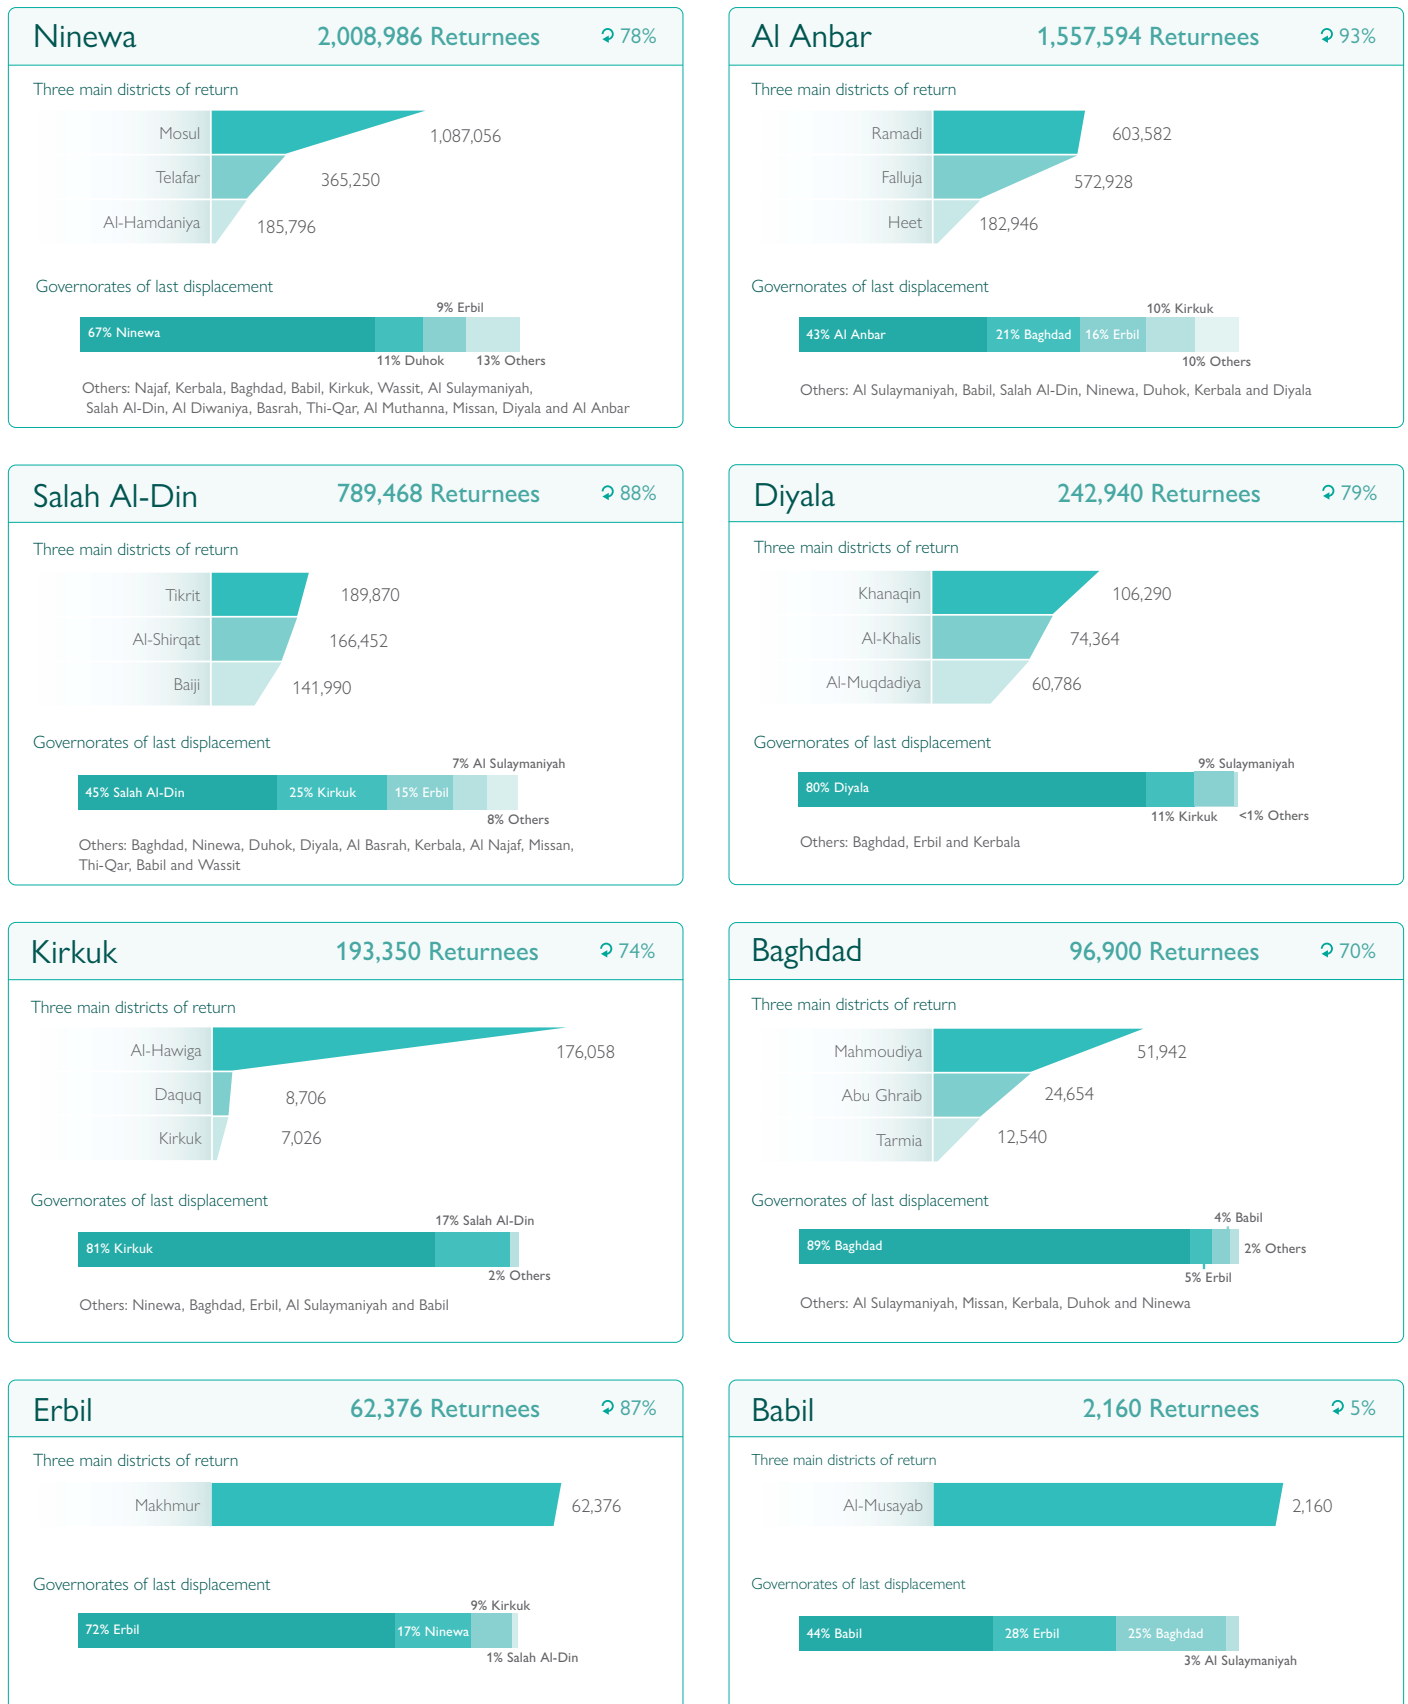 Ninewa
2,008,986 Returnees
78%
Three main districts of return
Mosul
1,087,056
Telafar
365,250
Al-Hamdaniya
185,796
Governorates of last displacement
9% Erbil
67% Ninewa
11% Duhok
13% Others
Others: Najaf, Kerbala, Baghdad, Babil, Kirkuk, Wassit, Al Sulaymaniyah,
Salah Al-Din, Al Diwaniya, Basrah, Thi-Qar, Al Muthanna, Missan, Diyala and Al Anbar
Al Anbar
1,557,594 Returnees
93%
Three main districts of return
Ramadi
603,582
Falluja
572,928
Heet
182,946
Governorates of last displacement
10% Kirkuk
43% Al Anbar
21% Baghdad
16% Erbil
10% Others
Others: Al Sulaymaniyah, Babil, Salah Al-Din, Ninewa, Duhok, Kerbala and Diyala
Salah Al-Din
789,468 Returnees
88%
Three main districts of return
Tikrit
189,870
Al-Shirqat
166,452
Baiji
141,990
Governorates of last displacement
7% Al Sulaymaniyah
45% Salah Al-Din
25% Kirkuk
15% Erbil
8% Others
Others: Baghdad, Ninewa, Duhok, Diyala, Al Basrah, Kerbala, Al Najaf, Missan,
Thi-Qar, Babil and Wassit
Diyala
242,940 Returnees
79%
Three main districts of return
Khanaqin
106,290
Al-Khalis
74,364
Al-Muqdadiya
60,786
Governorates of last displacement
9% Sulaymaniyah
80% Diyala
11% Kirkuk
<1% Others
Others: Baghdad, Erbil and Kerbala
Kirkuk
193,350 Returnees
74%
Three main districts of return
Al-Hawiga
176,058
Daquq
8,706
Kirkuk
7,026
Governorates of last displacement
17% Salah Al-Din
81% Kirkuk
2% Others
Others: Ninewa, Baghdad, Erbil, Al Sulaymaniyah and Babil
Baghdad
96,900 Returnees
70%
Three main districts of return
Mahmoudiya
51,942
Abu Ghraib
24,654
Tarmia
12,540
Governorates of last displacement
4% Babil
89% Baghdad
2% Others
5% Erbil
Others: Al Sulaymaniyah, Missan, Kerbala, Duhok and Ninewa
Erbil
62,376 Returnees
87%
Three main districts of return
Makhmur
62,376
Governorates of last displacement
9% Kirkuk
72% Erbil
17% Ninewa
1% Salah Al-Din
Babil
2,160 Returnees
5%
Three main districts of return
Al-Musayab
2,160
Governorates of last displacement
44% Babil
28% Erbil
25% Baghdad
3% Al Sulaymaniyah